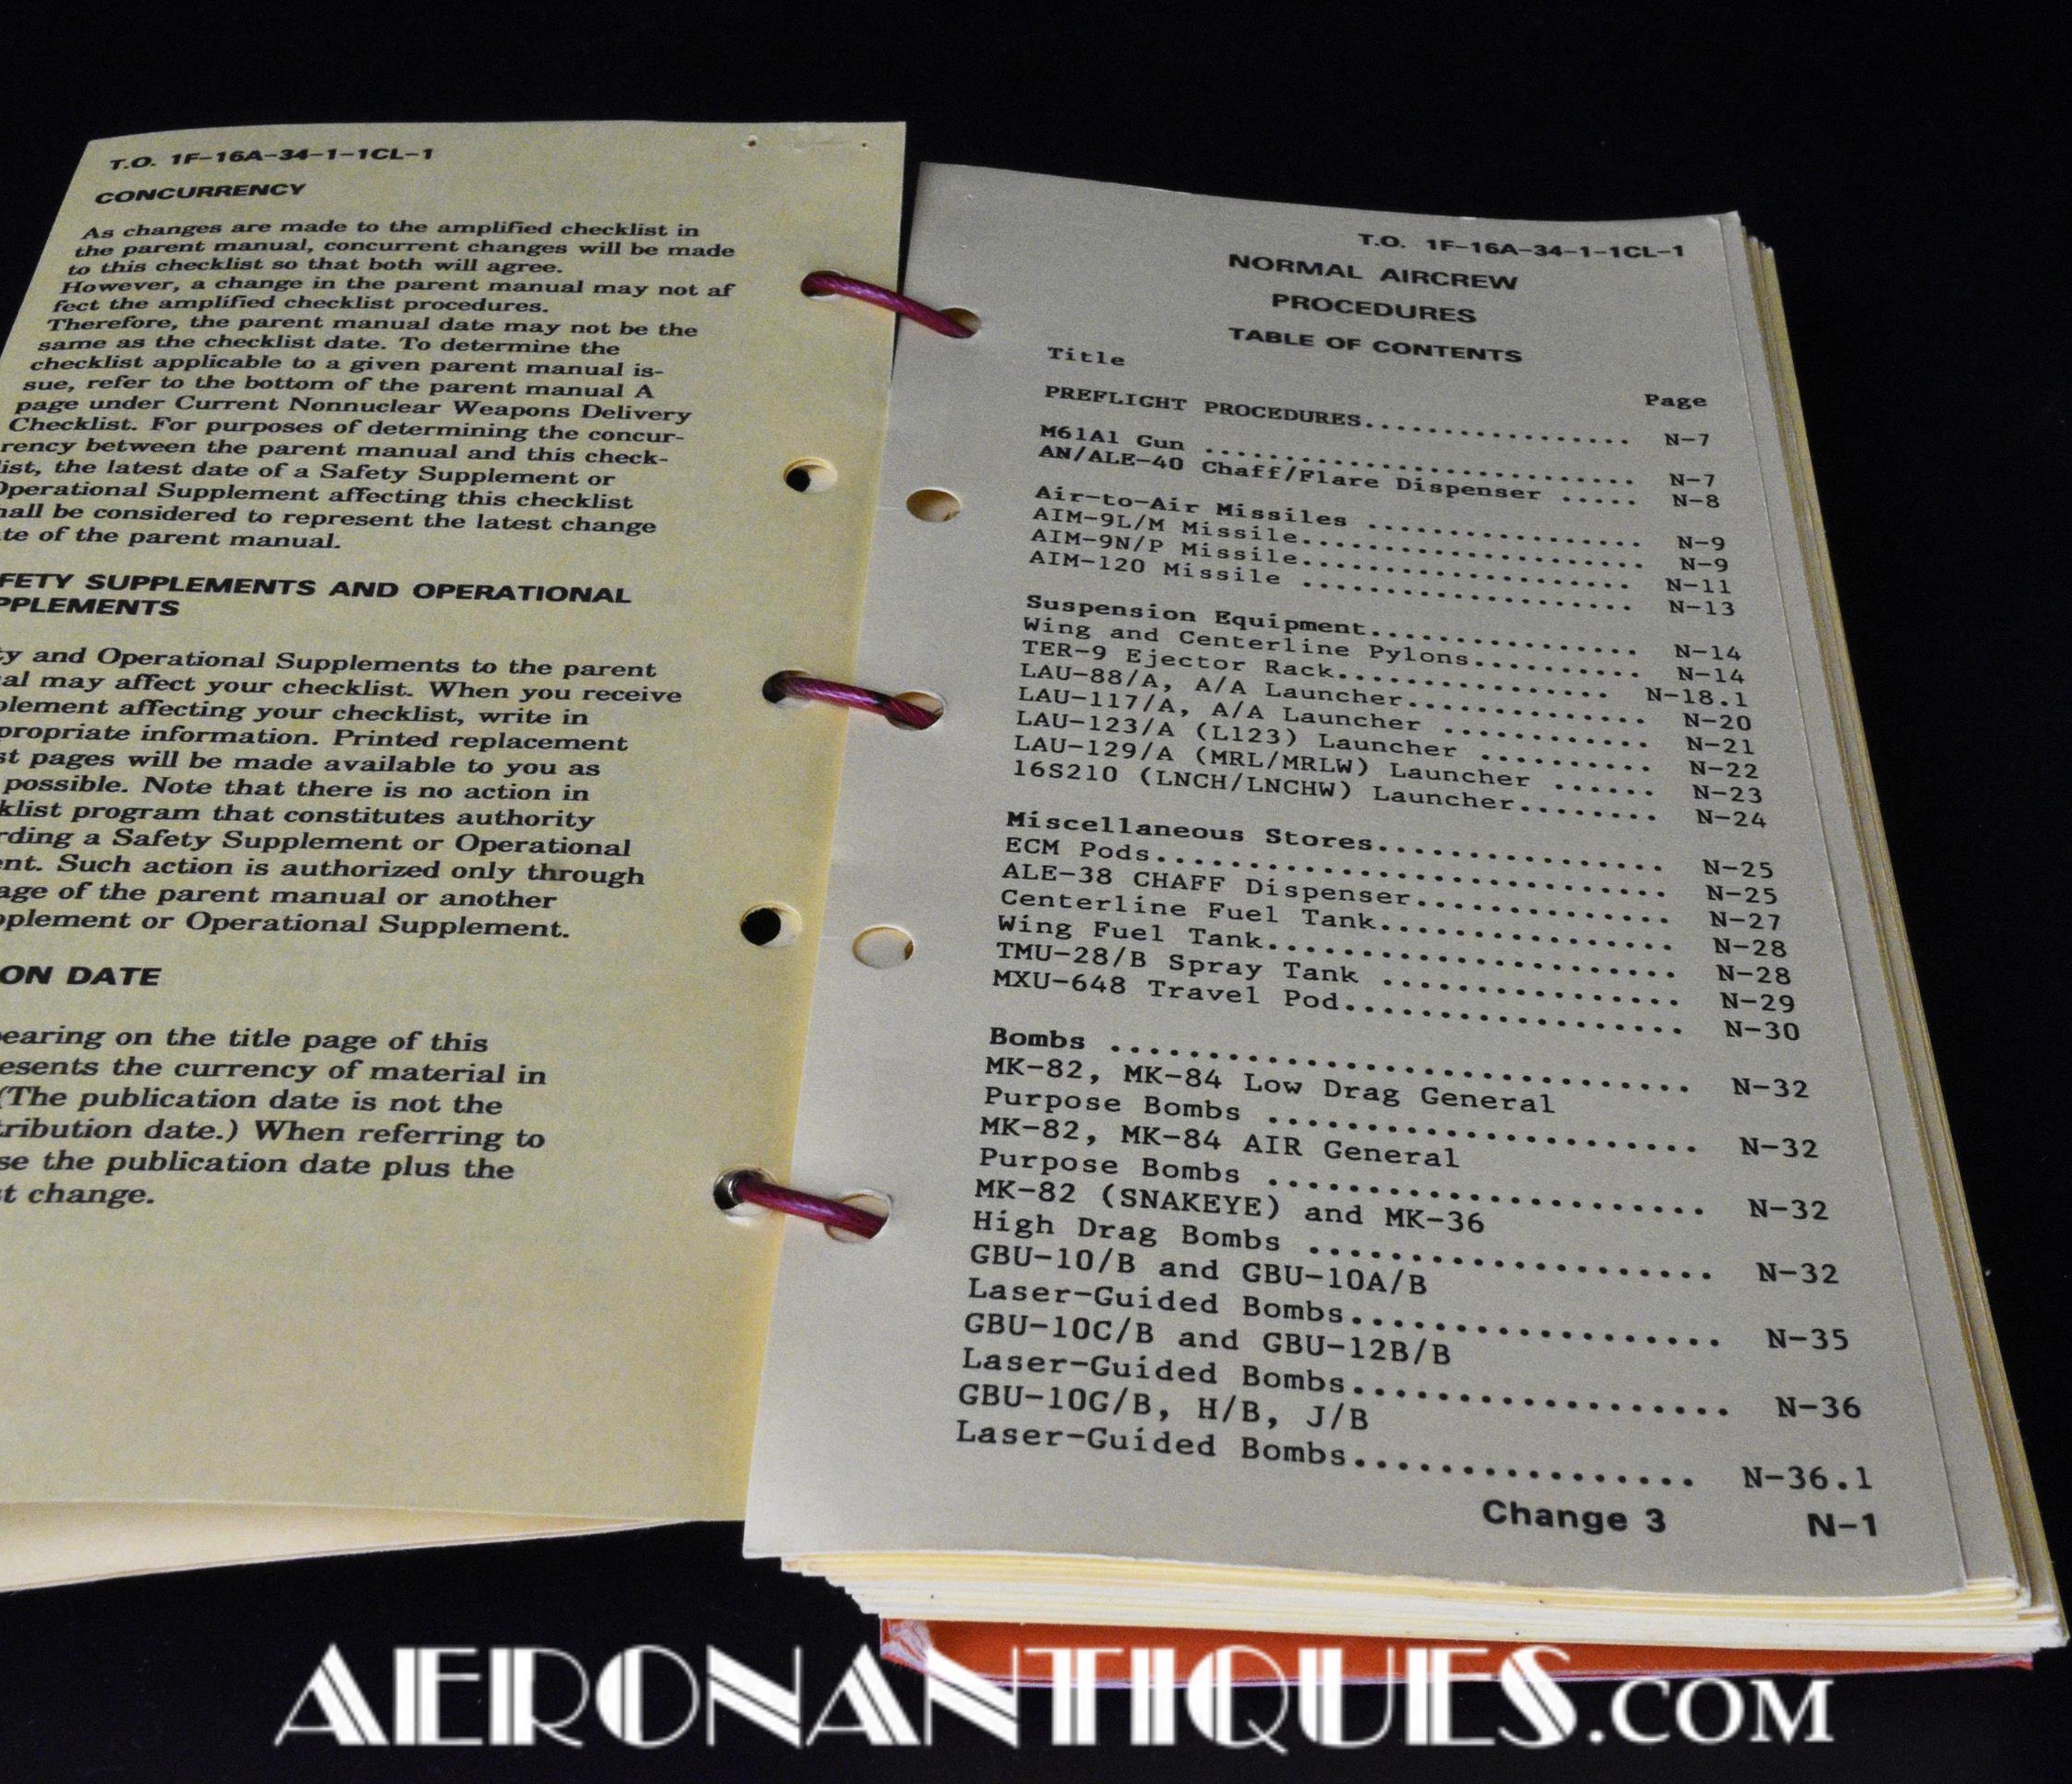 T.O. 1F-16A-34-1-1CL-1
CONCURRENCY
As changes are made to the amplified checklist in
the parent manual, concurrent changes will be made
to this checklist so that both will agree.
However, a change in the parent manual may not af
fect the amplified checklist procedures.
Therefore, the parent manual date may not be the
same as the checklist date. To determine the
checklist applicable to a given parent manual is-
sue, refer to the bottom of the parent manual A
page under Current Nonnuclear Weapons Delivery
Checklist. For purposes of determining the concur-
rency between the parent manual and this check-
list, the latest date of a Safety Supplement or
Operational Supplement affecting this checklist
hall be considered to represent the latest change
te of the parent manual.
FETY SUPPLEMENTS AND OPERATIONAL
PPLEMENTS
ty and Operational Supplements to the parent
al may affect your checklist. When you receive
plement affecting your checklist, write in
propriate information. Printed replacement
st pages will be made available to you as
possible. Note that there is no action in
klist program that constitutes authority
rding a Safety Supplement or Operational
ent. Such action is authorized only through
age of the parent manual or another
pplement or Operational Supplement.
ON DATE
pearing on the title page of this
esents the currency of material in
(The publication date is not the
tribution date.) When referring to
se the publication date plus the
st change.
T.O. 1F-16A-34-1-1CL-1
NORMAL AIRCREW
PROCEDURES
TABLE OF CONTENTS
Title Page
PREFLIGHT PROCEDURES................. N-7
M61A1 Gun ............................ N-7
AN/ALE-40 Chaff/Flare Dispenser ..... N-8
Air-to-Air Missiles .................. N-9
AIM-9L/M Missile...................... N-9
AIM-9N/P Missile..................... N-11
AIM-120 Missile ..................... N-13
Suspension Equipment................. N-14
Wing and Centerline Pylons........... N-14
TER-9 Ejector Rack................. N-18.1
LAU-88/A, A/A Launcher............... N-20
LAU-117/A, A/A Launcher ............ N-21
LAU-123/A (L123) Launcher ........... N-22
LAU-129/A (MRL/MRLW) Launcher ...... N-23
16S210 (LNCH/LNCHW) Launcher......... N-24
Miscellaneous Stores................. N-25
ECM Pods............................. N-25
ALE-38 CHAFF Dispenser............... N-27
Centerline Fuel Tank................. N-28
Wing Fuel Tank....................... N-28
TMU-28/B Spray Tank ................. N-29
MXU-648 Travel Pod................... N-30
Bombs ............................... N-32
MK-82, MK-84 Low Drag General
Purpose Bombs ....................... N-32
MK-82, MK-84 AIR General
Purpose Bombs ....................... N-32
MK-82 (SNAKEYE) and MK-36
High Drag Bombs ..................... N-32
GBU-10/B and GBU-10A/B
Laser-Guided Bombs................... N-35
GBU-10C/B and GBU-12B/B
Laser-Guided Bombs................... N-36
GBU-10G/B, H/B, J/B
Laser-Guided Bombs................. N-36.1
Change 3 N-1
AERONANTIQUES.COM